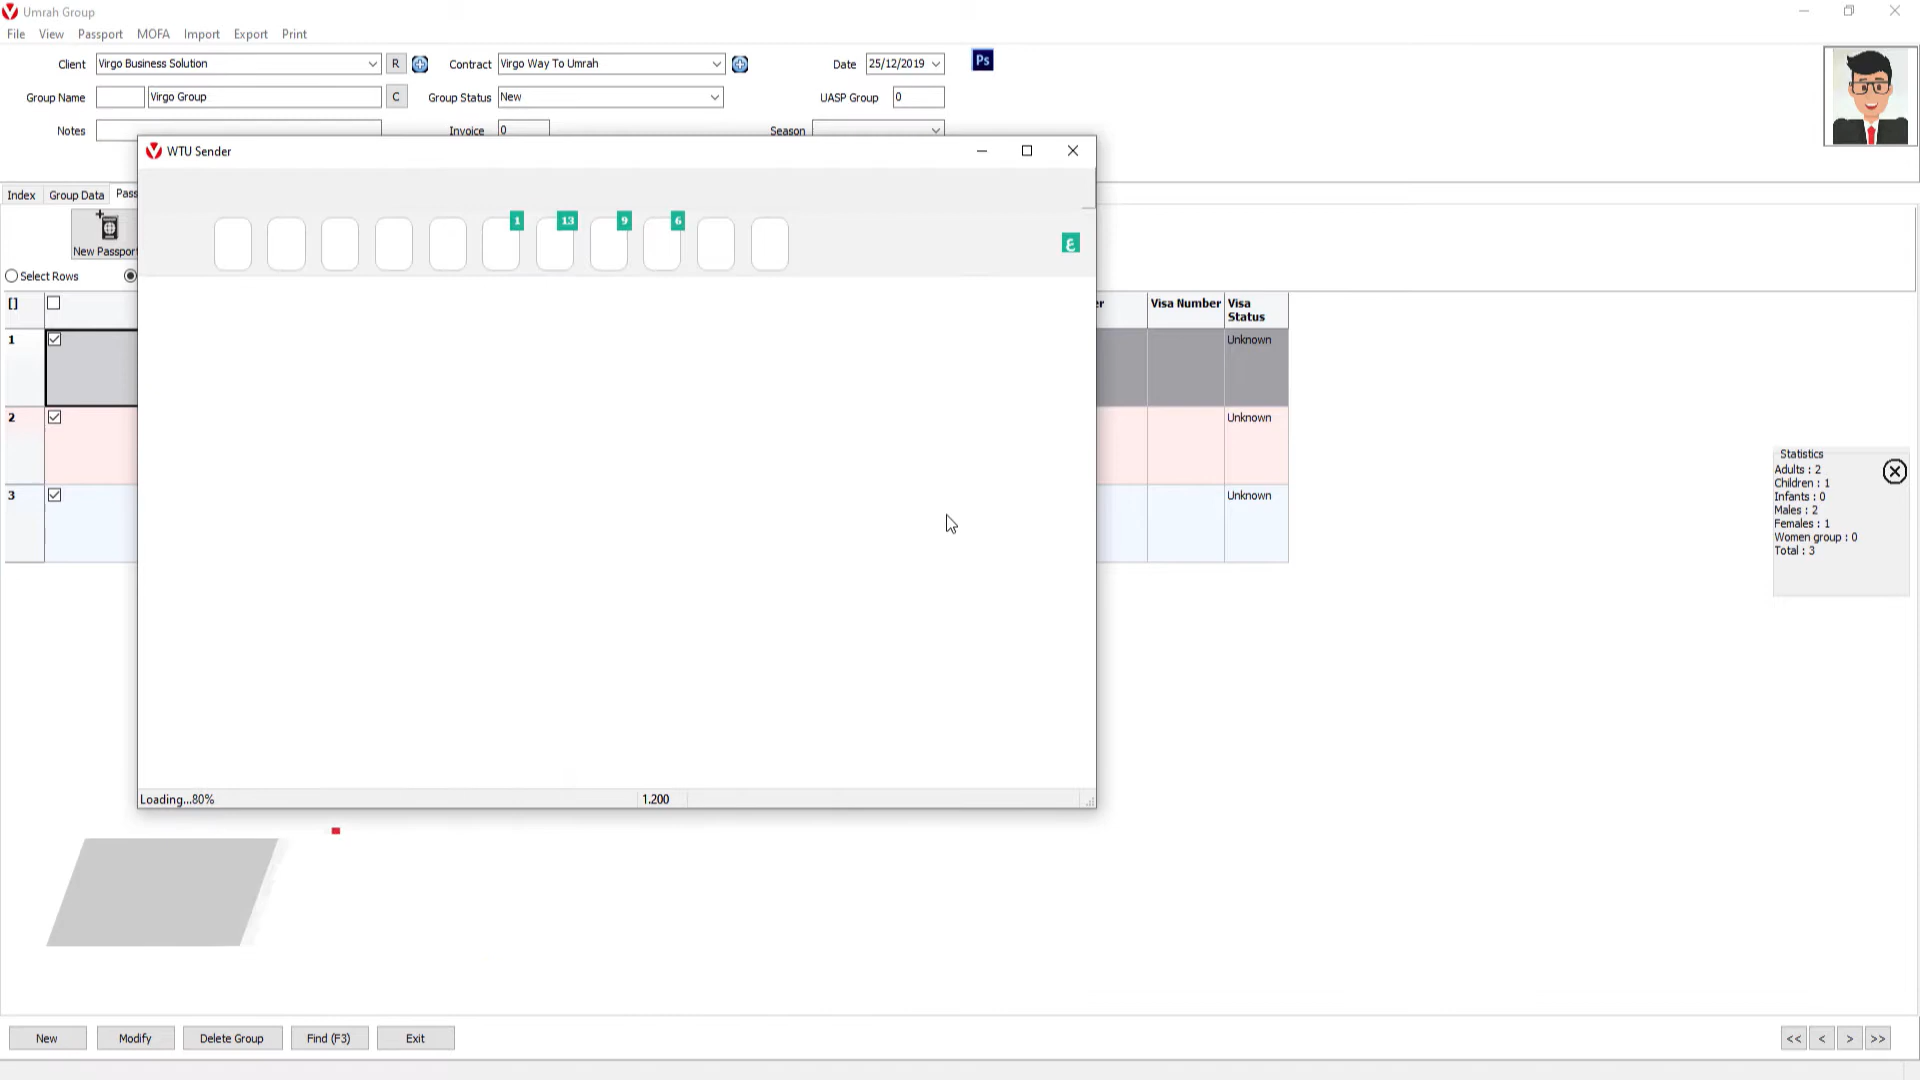 Umrah Group
File View Passport MOFA Import Export Print
Client Virgo Business Solution R Contract Virgo Way To Umrah Date 25/12/2019 Ps
Group Name Virgo Group C Group Status New UASP Group 0
Notes Invoice 0 Season
WTU Sender
Index Group Data Pass
1 13 9 6
ع
New Passport
Select Rows
[] Visa Number Visa Status
1 Unknown
2 Unknown
3 Unknown
Statistics
Adults : 2
Children : 1
Infants : 0
Males : 2
Females : 1
Women group : 0
Total : 3
Loading...80% 1.200
New Modify Delete Group Find (F3) Exit << < > >>